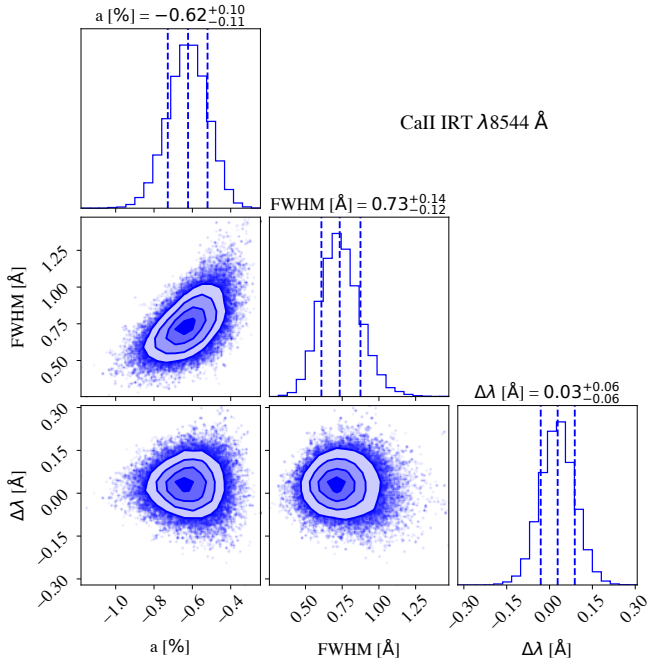 a [%] = −0.62 +0.10 −0.11
CaII IRT λ8544 Å
FWHM [Å] = 0.73 +0.14 −0.12
FWHM [Å]
1.25
1.00
0.75
0.50
Δλ [Å] = 0.03 +0.06 −0.06
Δλ [Å]
0.30
0.15
0.00
−0.15
−0.30
−1.0 −0.8 −0.6 −0.4
a [%]
0.50 0.75 1.00 1.25
FWHM [Å]
−0.30 −0.15 0.00 0.15 0.30
Δλ [Å]